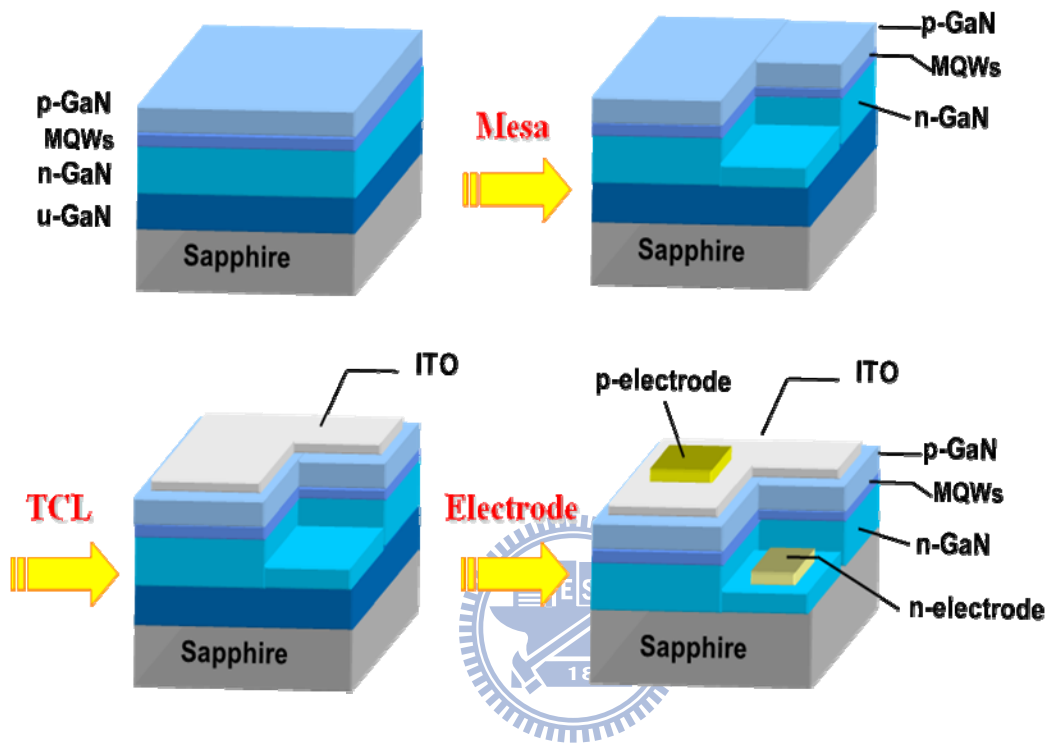 p-GaN
MQWs
n-GaN
u-GaN
Sapphire
Mesa
p-GaN
MQWs
n-GaN
Sapphire
TCL
ITO
Sapphire
Electrode
p-electrode
ITO
p-GaN
MQWs
n-GaN
n-electrode
Sapphire